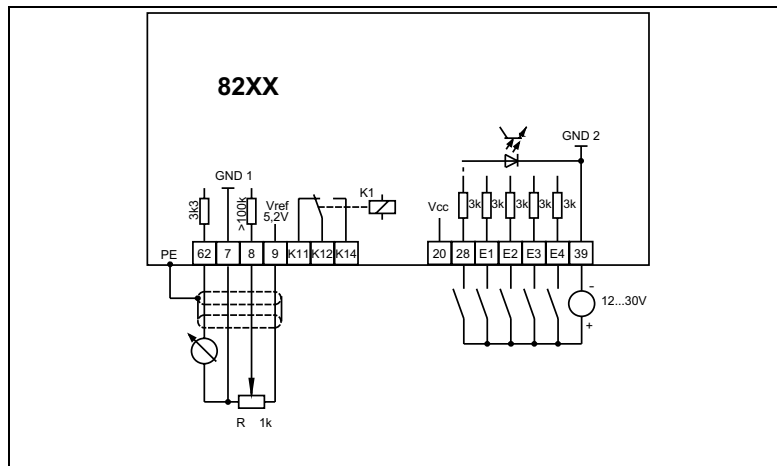 82XX
GND 2
GND 1
K1
3k3
>100k
Vref
5,2V
Vcc
3k
3k
3k
3k
3k
PE
62
7
8
9
K11
K12
K14
20
28
E1
E2
E3
E4
39
-
12...30V
+
R 1k